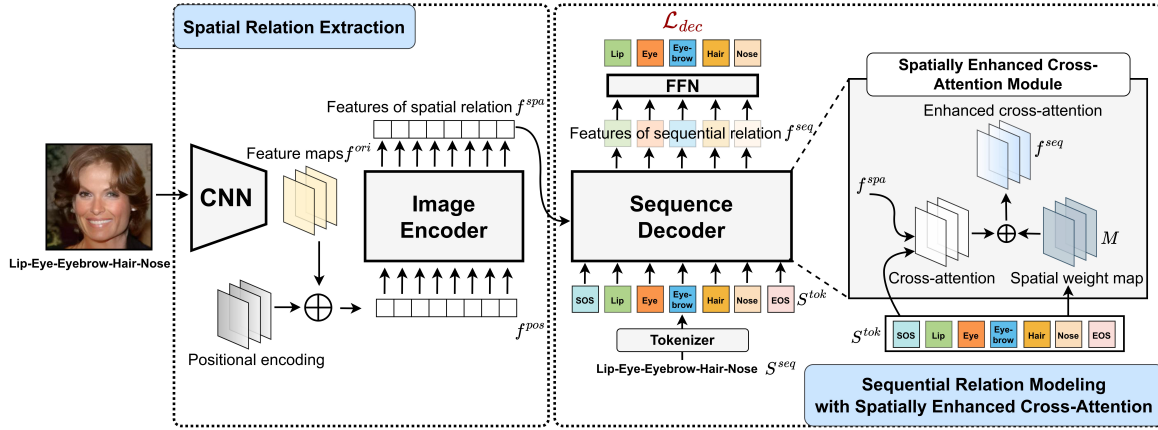 Spatial Relation Extraction
Lip-Eye-Eyebrow-Hair-Nose
CNN
Feature maps f^{ori}
Positional encoding
Features of spatial relation f^{spa}
Image
Encoder
f^{pos}
\mathcal{L}_{dec}
Lip Eye Eye-brow Hair Nose
FFN
Features of sequential relation f^{seq}
Sequence
Decoder
SOS Lip Eye Eye-brow Hair Nose EOS S^{tok}
Tokenizer
Lip-Eye-Eyebrow-Hair-Nose S^{seq}
Spatially Enhanced Cross-
Attention Module
Enhanced cross-attention
f^{seq}
f^{spa}
M
Cross-attention Spatial weight map
S^{tok} SOS Lip Eye Eye-brow Hair Nose EOS
Sequential Relation Modeling
with Spatially Enhanced Cross-Attention